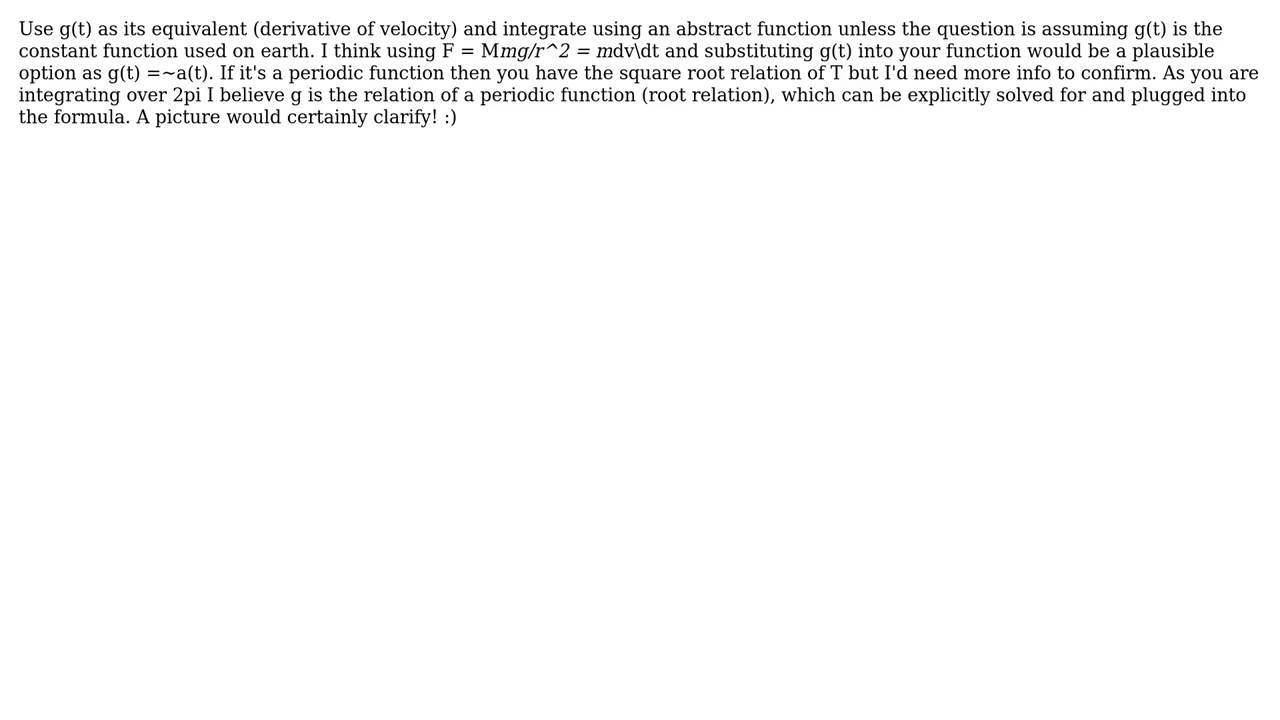 Use g(t) as its equivalent (derivative of velocity) and integrate using an abstract function unless the question is assuming g(t) is the
constant function used on earth. I think using F = Mmg/r^2 = mdv\dt and substituting g(t) into your function would be a plausible
option as g(t) =~a(t). If it's a periodic function then you have the square root relation of T but I'd need more info to confirm. As you are
integrating over 2pi I believe g is the relation of a periodic function (root relation), which can be explicitly solved for and plugged into
the formula. A picture would certainly clarify! :)